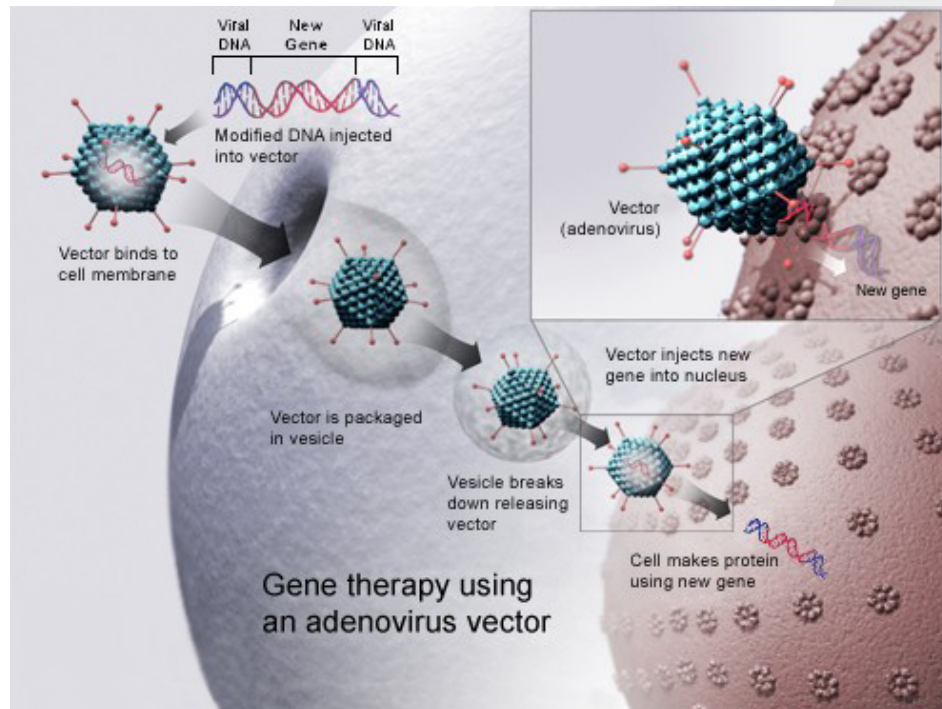 Viral New Viral
DNA Gene DNA
Modified DNA injected
into vector
Vector binds to
cell membrane
Vector
(adenovirus)
New gene
Vector injects new
gene into nucleus
Vector is packaged
in vesicle
Vesicle breaks
down releasing
vector
Cell makes protein
using new gene
Gene therapy using
an adenovirus vector